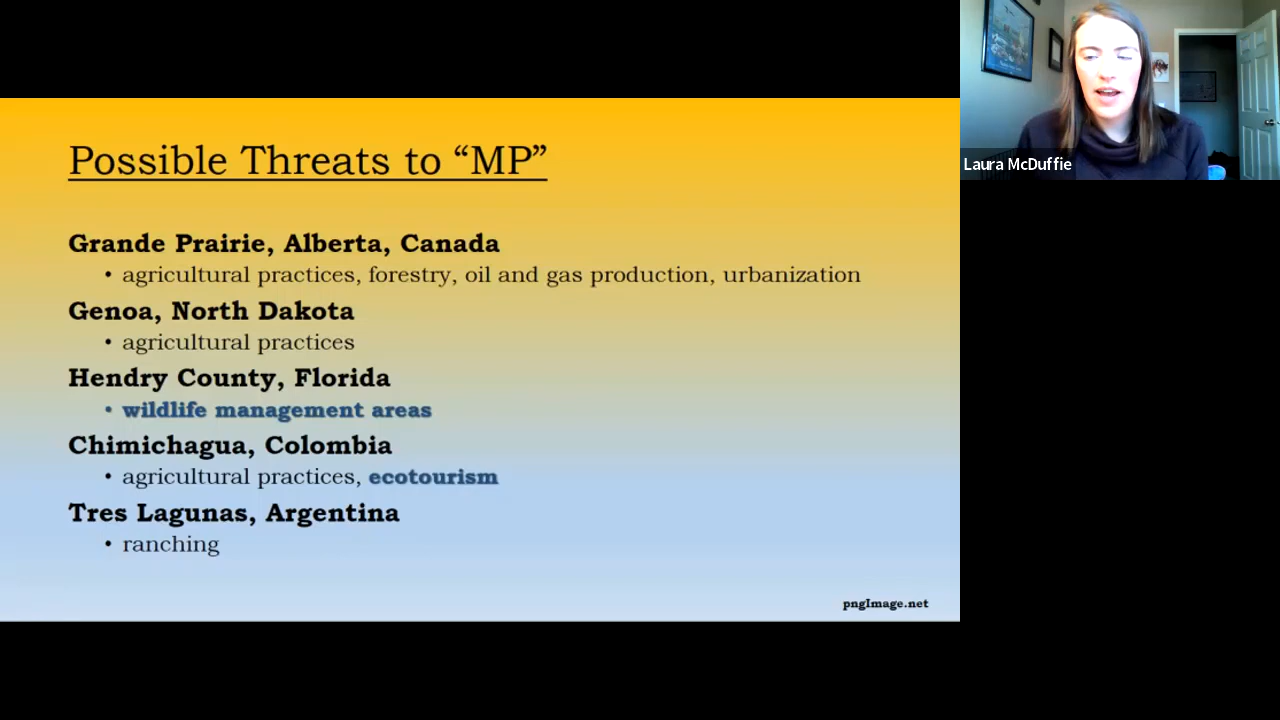 Possible Threats to “MP”
Grande Prairie, Alberta, Canada
• agricultural practices, forestry, oil and gas production, urbanization
Genoa, North Dakota
• agricultural practices
Hendry County, Florida
• wildlife management areas
Chimichagua, Colombia
• agricultural practices, ecotourism
Tres Lagunas, Argentina
• ranching
pngImage.net
Laura McDuffie